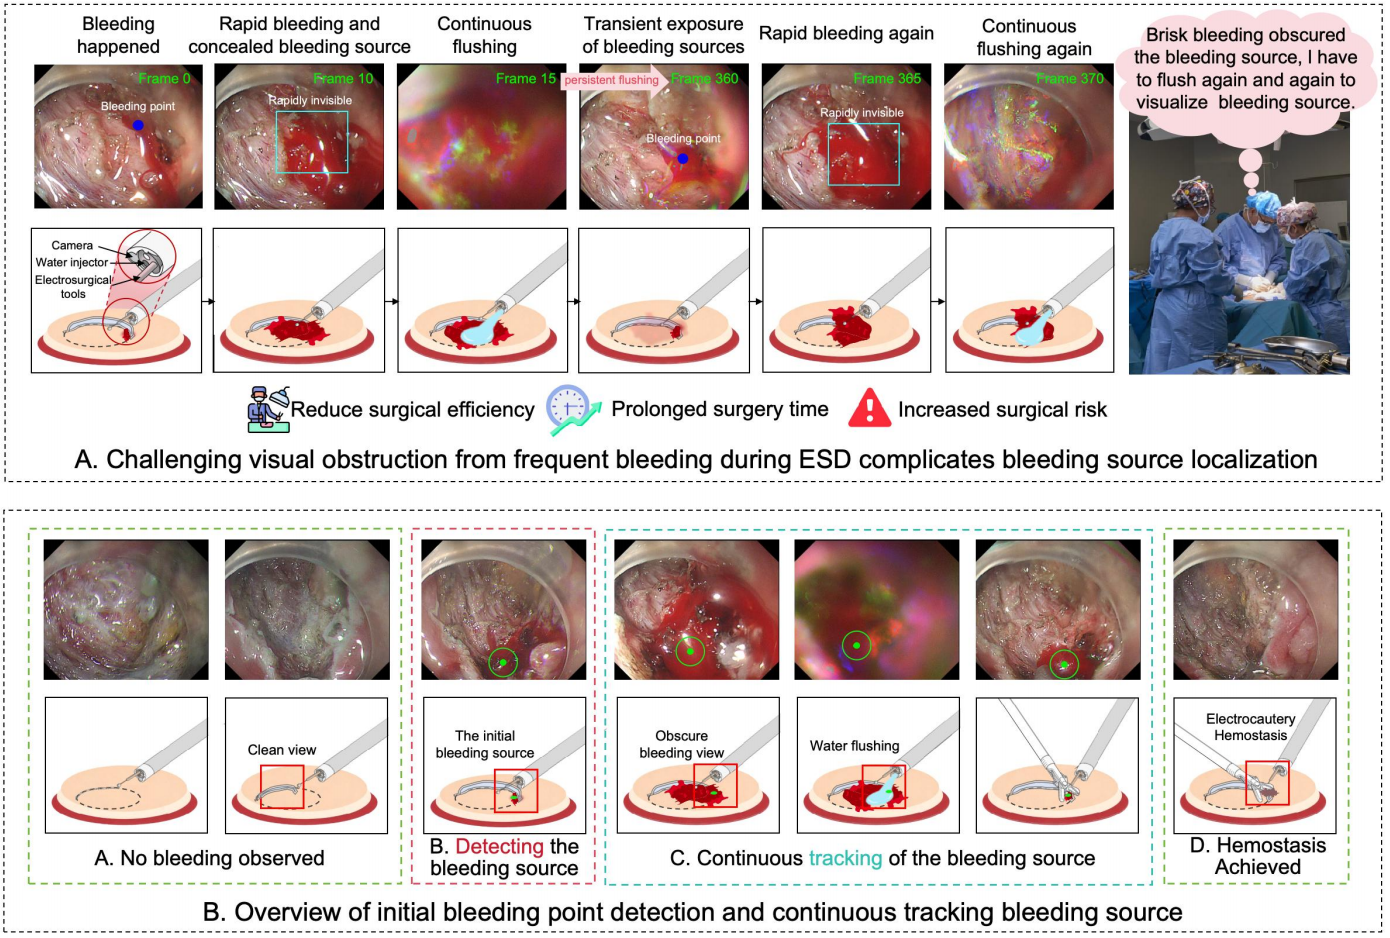 Bleeding
happened
Rapid bleeding and
concealed bleeding source
Continuous
flushing
Transient exposure
of bleeding sources
Rapid bleeding again
Continuous
flushing again
Brisk bleeding obscured
the bleeding source, I have
to flush again and again to
visualize bleeding source.
Frame 0
Bleeding point
Frame 10
Rapidly invisible
Frame 15
persistent flushing
Frame 360
Bleeding point
Frame 365
Rapidly invisible
Frame 370
Camera
Water injector
Electrosurgical
tools
Reduce surgical efficiency
Prolonged surgery time
Increased surgical risk
A. Challenging visual obstruction from frequent bleeding during ESD complicates bleeding source localization
Clean view
A. No bleeding observed
The initial
bleeding source
B. Detecting the
bleeding source
Obscure
bleeding view
Water flushing
C. Continuous tracking of the bleeding source
Electrocautery
Hemostasis
D. Hemostasis
Achieved
B. Overview of initial bleeding point detection and continuous tracking bleeding source